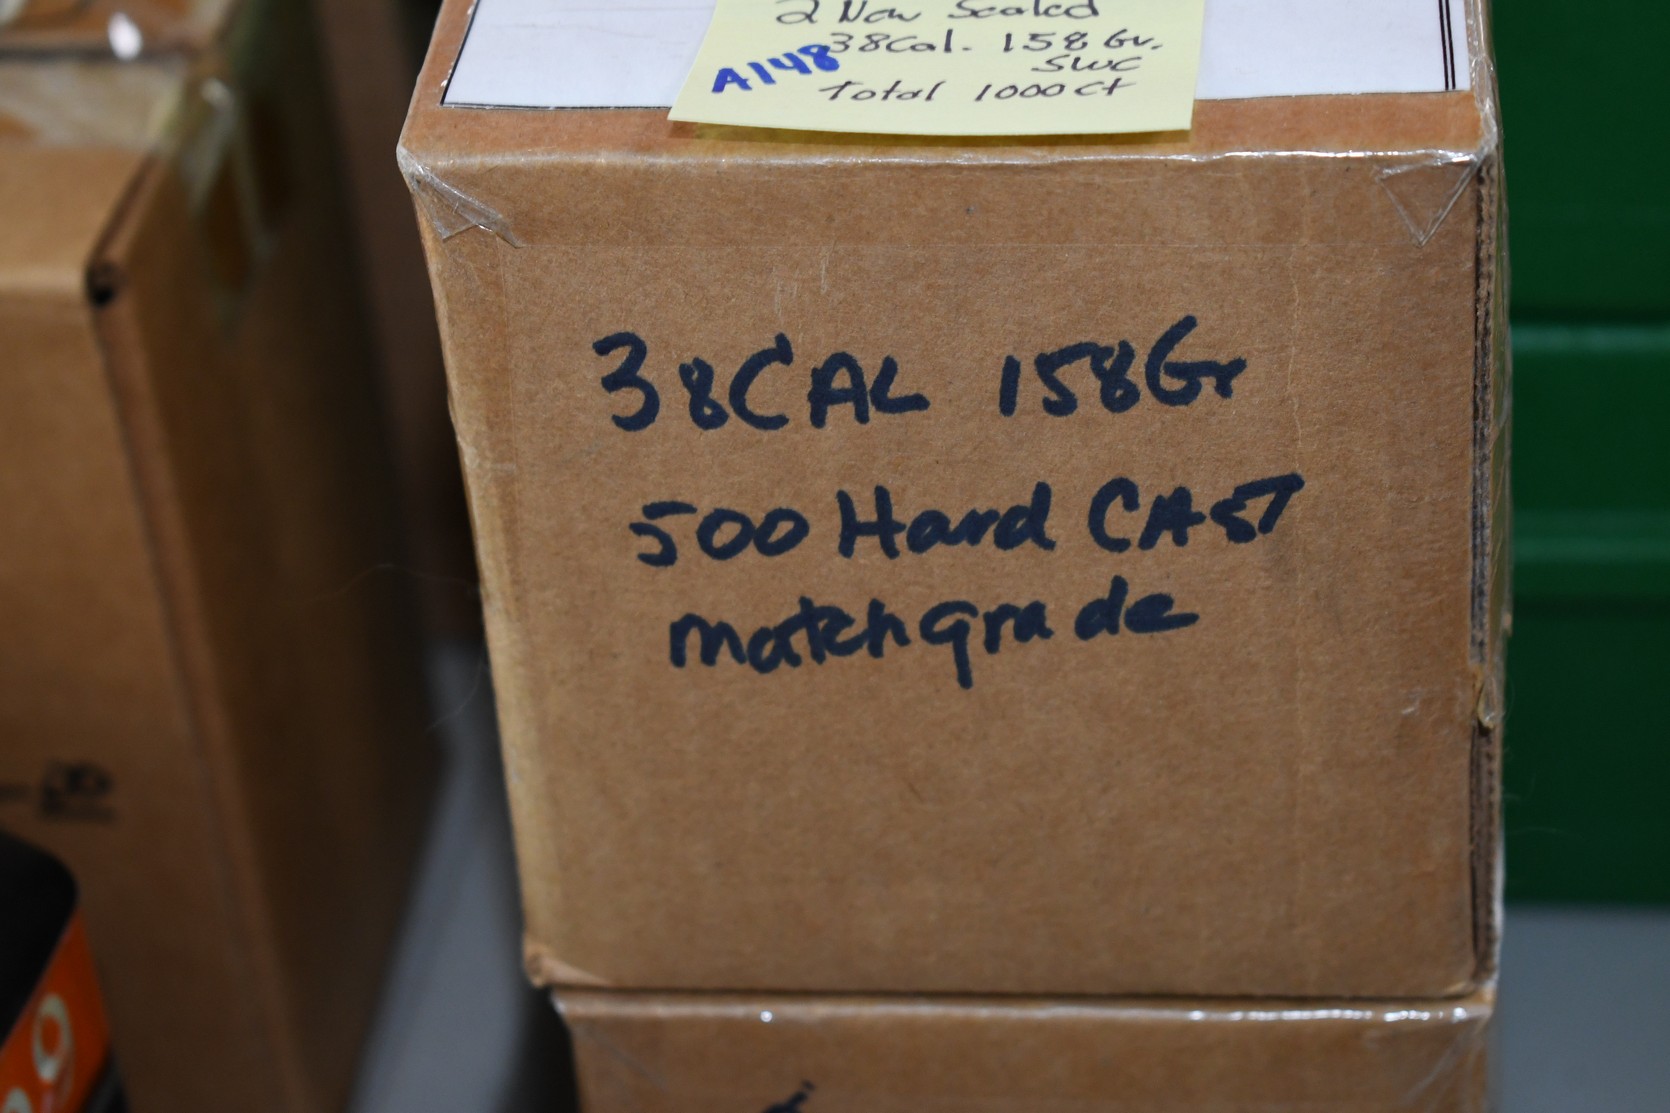 2 New Sealed
38Cal. 158 Gr.
SWC
A148
Total 1000 ct
38CAL 158Gr
500 Hard CAST
matchgrade